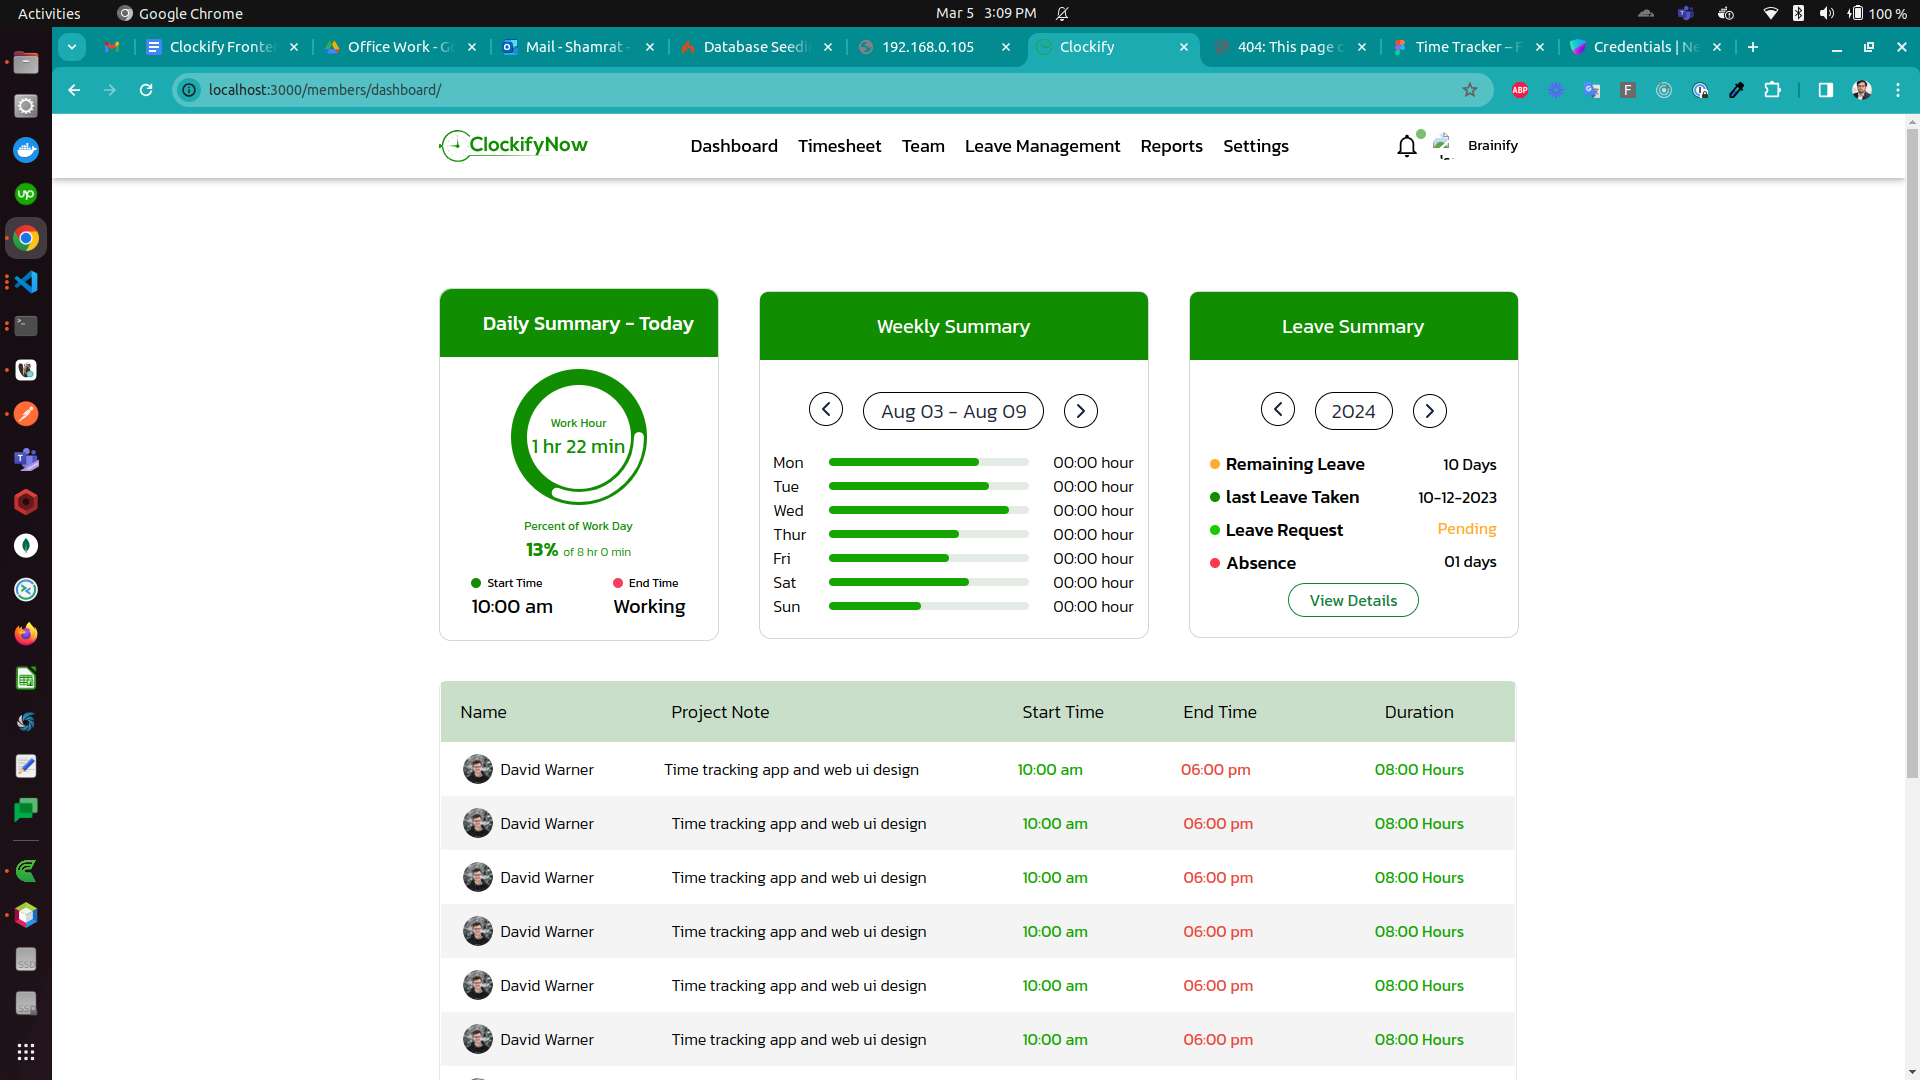 Activities Google Chrome Mar 5 3:09 PM 100 %
Clockify Fronte Office Work - Go Mail - Shamrat - Database Seedi 192.168.0.105 Clockify 404: This page c Time Tracker – F Credentials | Ne
localhost:3000/members/dashboard/ ABP F
ClockifyNow Dashboard Timesheet Team Leave Management Reports Settings Brainify
Daily Summary - Today
Work Hour
1 hr 22 min
Percent of Work Day
13% of 8 hr 0 min
Start Time End Time
10:00 am Working
Weekly Summary
Aug 03 - Aug 09
Mon 00:00 hour
Tue 00:00 hour
Wed 00:00 hour
Thur 00:00 hour
Fri 00:00 hour
Sat 00:00 hour
Sun 00:00 hour
Leave Summary
2024
Remaining Leave 10 Days
last Leave Taken 10-12-2023
Leave Request Pending
Absence 01 days
View Details
Name Project Note Start Time End Time Duration
David Warner Time tracking app and web ui design 10:00 am 06:00 pm 08:00 Hours
David Warner Time tracking app and web ui design 10:00 am 06:00 pm 08:00 Hours
David Warner Time tracking app and web ui design 10:00 am 06:00 pm 08:00 Hours
David Warner Time tracking app and web ui design 10:00 am 06:00 pm 08:00 Hours
David Warner Time tracking app and web ui design 10:00 am 06:00 pm 08:00 Hours
David Warner Time tracking app and web ui design 10:00 am 06:00 pm 08:00 Hours